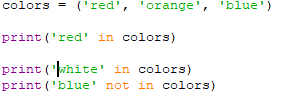 colors = ('red', 'orange', 'blue')
print('red' in colors)
print('white' in colors)
print('blue' not in colors)